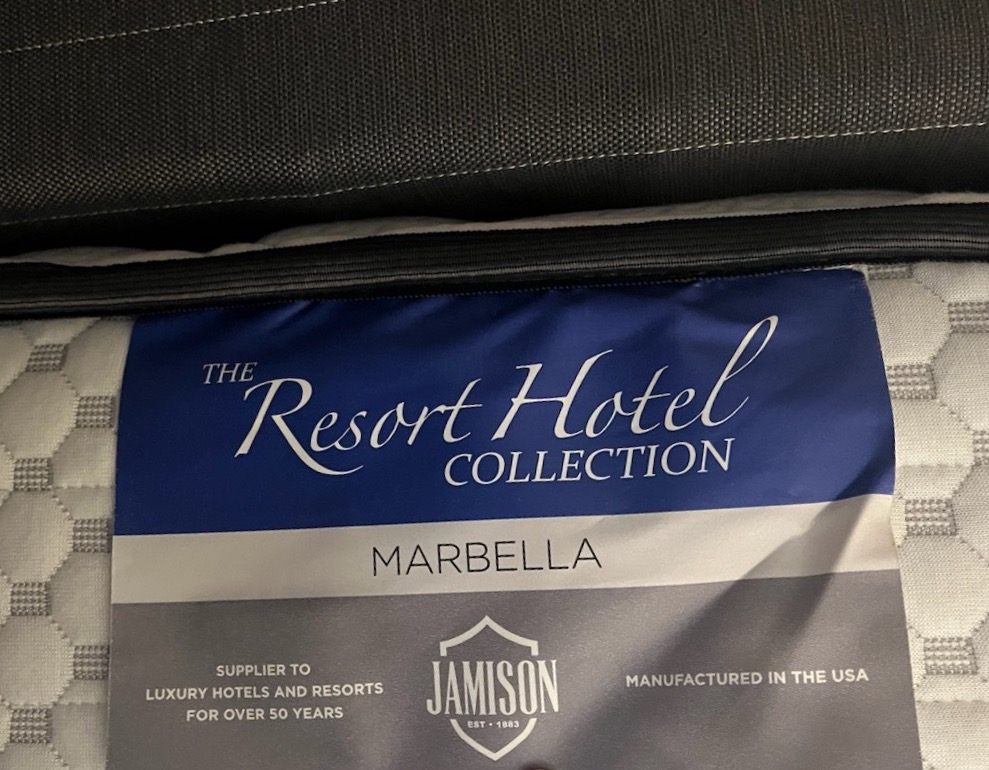 THE
Resort Hotel
COLLECTION
MARBELLA
SUPPLIER TO
LUXURY HOTELS AND RESORTS
FOR OVER 50 YEARS
JAMISON
EST • 1883
MANUFACTURED IN THE USA